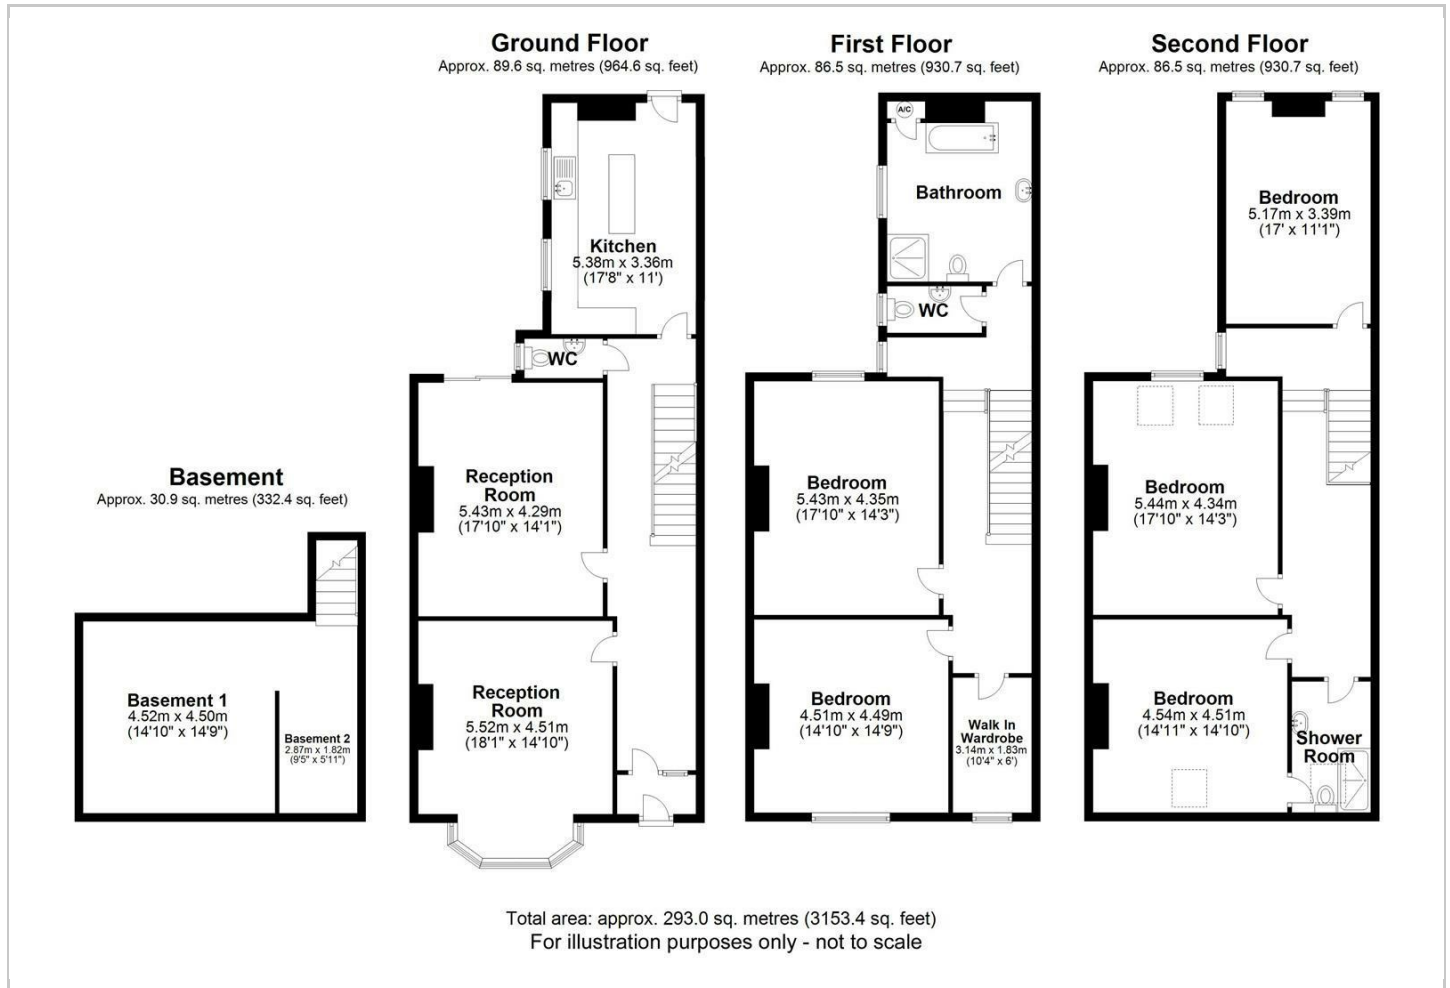 Ground Floor
Approx. 89.6 sq. metres (964.6 sq. feet)
Kitchen
5.38m x 3.36m
(17'8" x 11')
WC
Reception
Room
5.43m x 4.29m
(17'10" x 14'1")
Reception
Room
5.52m x 4.51m
(18'1" x 14'10")
First Floor
Approx. 86.5 sq. metres (930.7 sq. feet)
A/C
Bathroom
WC
Bedroom
5.43m x 4.35m
(17'10" x 14'3")
Bedroom
4.51m x 4.49m
(14'10" x 14'9")
Walk In
Wardrobe
3.14m x 1.83m
(10'4" x 6')
Second Floor
Approx. 86.5 sq. metres (930.7 sq. feet)
Bedroom
5.17m x 3.39m
(17' x 11'1")
Bedroom
5.44m x 4.34m
(17'10" x 14'3")
Bedroom
4.54m x 4.51m
(14'11" x 14'10")
Shower
Room
Basement
Approx. 30.9 sq. metres (332.4 sq. feet)
Basement 1
4.52m x 4.50m
(14'10" x 14'9")
Basement 2
2.87m x 1.82m
(9'5" x 5'11")
Total area: approx. 293.0 sq. metres (3153.4 sq. feet)
For illustration purposes only - not to scale